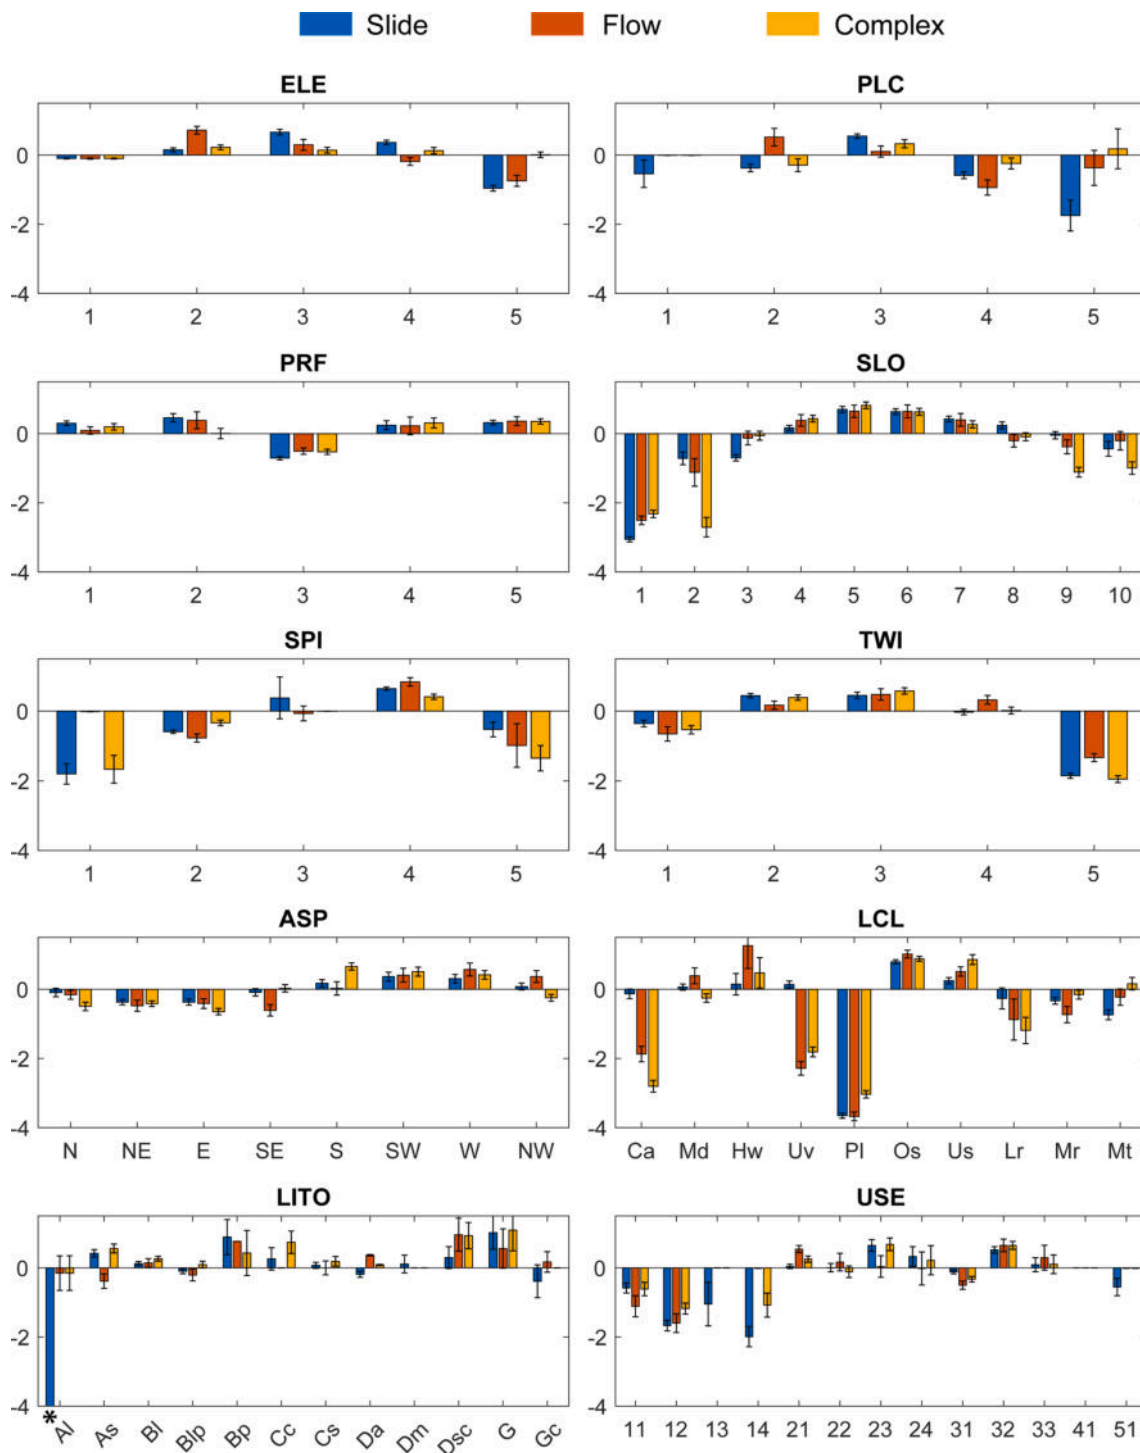 Slide Flow Complex
ELE PLC
0 0
-2 -2
-4 -4
1 2 3 4 5 1 2 3 4 5
PRF SLO
0 0
-2 -2
-4 -4
1 2 3 4 5 1 2 3 4 5 6 7 8 9 10
SPI TWI
0 0
-2 -2
-4 -4
1 2 3 4 5 1 2 3 4 5
ASP LCL
0 0
-2 -2
-4 -4
N NE E SE S SW W NW Ca Md Hw Uv Pl Os Us Lr Mr Mt
LITO USE
0 0
-2 -2
-4 -4
* Al As Bl Blp Bp Cc Cs Da Dm Dsc G Gc 11 12 13 14 21 22 23 24 31 32 33 41 51